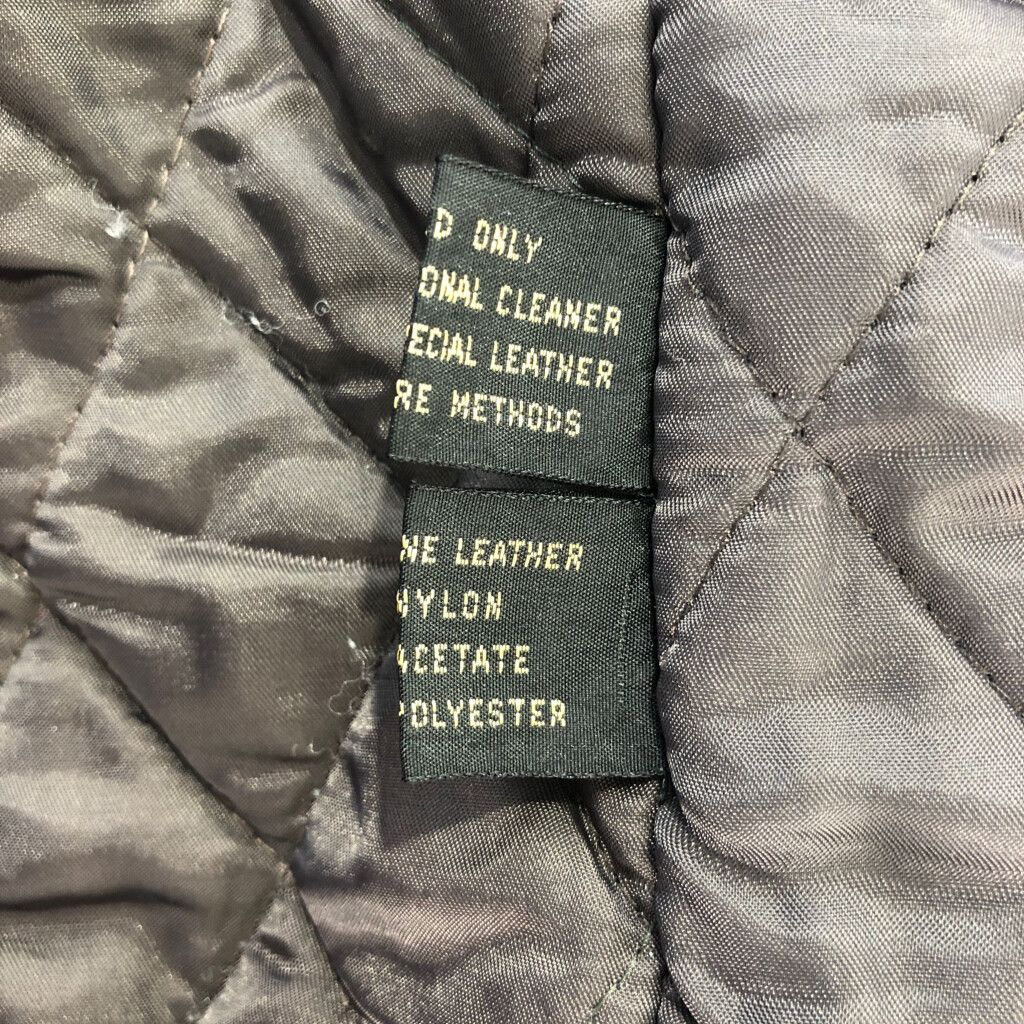 D ONLY
ONAL CLEANER
ECIAL LEATHER
RE METHODS
NE LEATHER
NYLON
ACETATE
POLYESTER